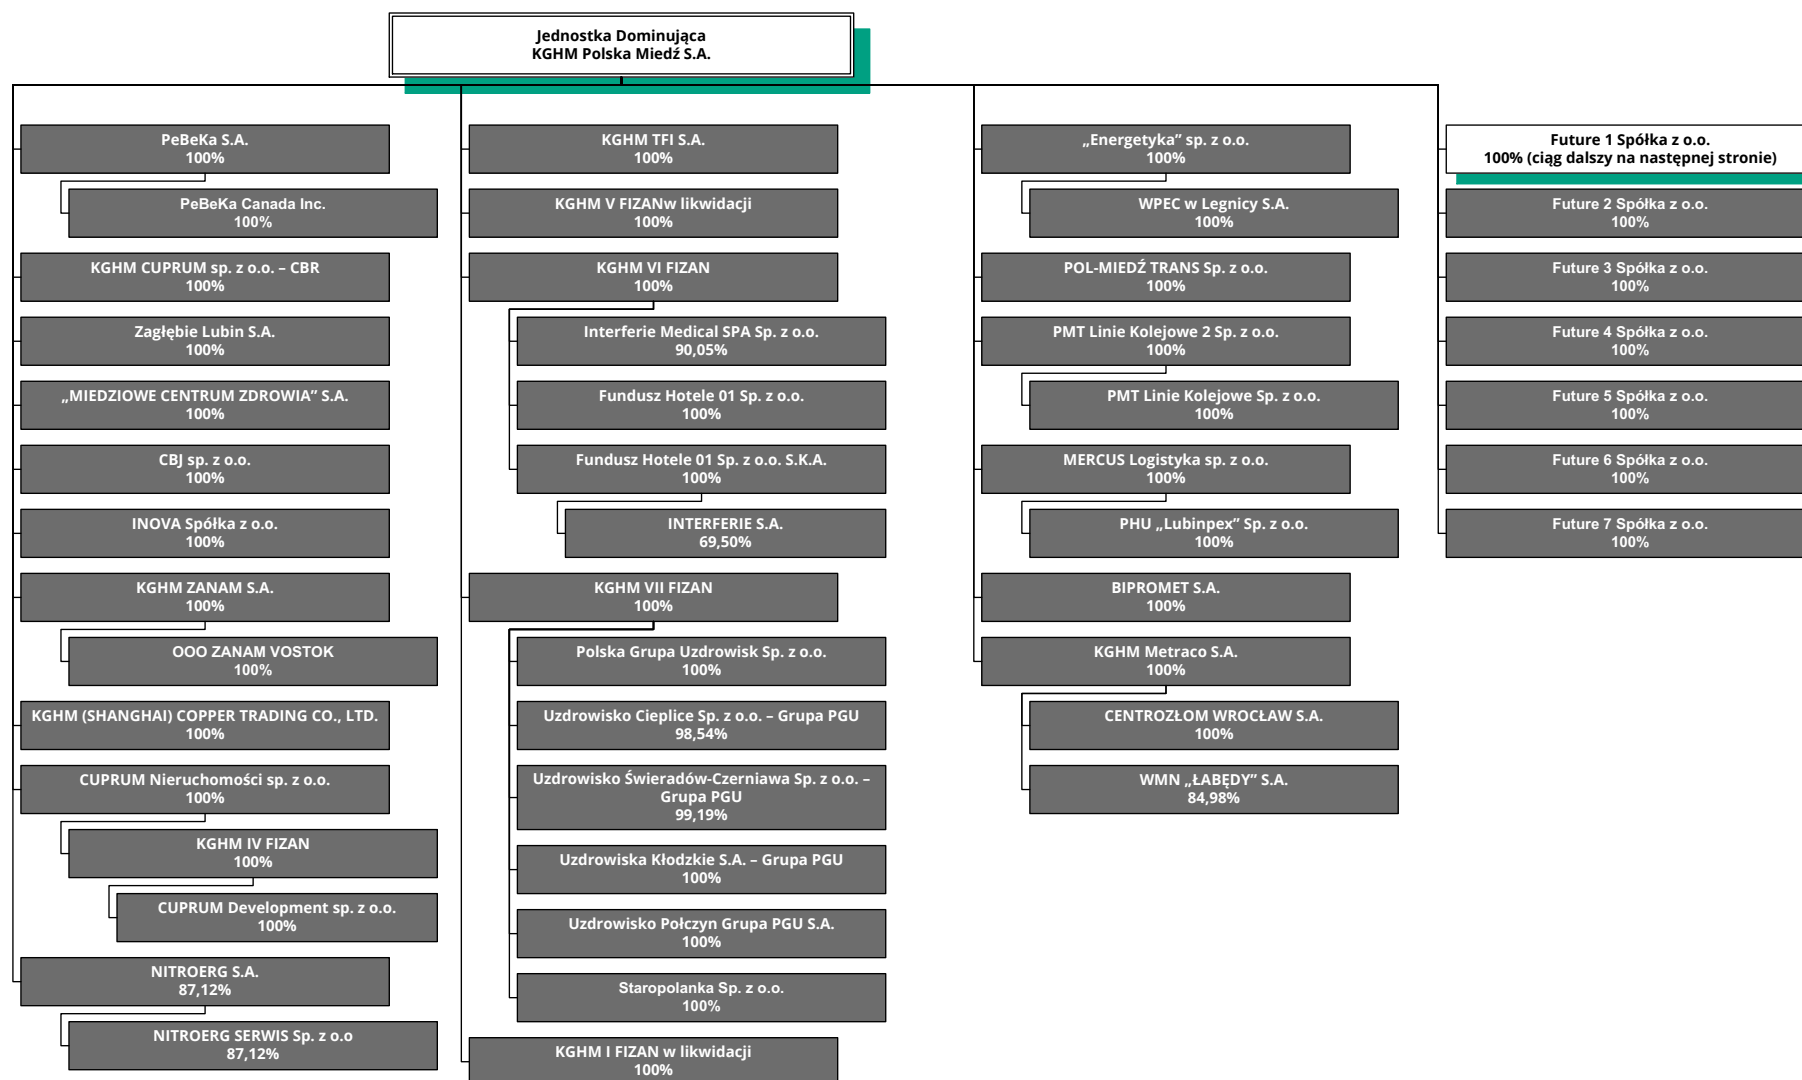 Jednostka Dominująca
KGHM Polska Miedź S.A.
PeBeKa S.A.
100%
PeBeKa Canada Inc.
100%
KGHM CUPRUM sp. z o.o. – CBR
100%
Zagłębie Lubin S.A.
100%
„MIEDZIOWE CENTRUM ZDROWIA” S.A.
100%
CBJ sp. z o.o.
100%
INOVA Spółka z o.o.
100%
KGHM ZANAM S.A.
100%
OOO ZANAM VOSTOK
100%
KGHM (SHANGHAI) COPPER TRADING CO., LTD.
100%
CUPRUM Nieruchomości sp. z o.o.
100%
KGHM IV FIZAN
100%
CUPRUM Development sp. z o.o.
100%
NITROERG S.A.
87,12%
NITROERG SERWIS Sp. z o.o
87,12%
KGHM TFI S.A.
100%
KGHM V FIZANw likwidacji
100%
KGHM VI FIZAN
100%
Interferie Medical SPA Sp. z o.o.
90,05%
Fundusz Hotele 01 Sp. z o.o.
100%
Fundusz Hotele 01 Sp. z o.o. S.K.A.
100%
INTERFERIE S.A.
69,50%
KGHM VII FIZAN
100%
Polska Grupa Uzdrowisk Sp. z o.o.
100%
Uzdrowisko Cieplice Sp. z o.o. – Grupa PGU
98,54%
Uzdrowisko Świeradów-Czerniawa Sp. z o.o. –
Grupa PGU
99,19%
Uzdrowiska Kłodzkie S.A. – Grupa PGU
100%
Uzdrowisko Połczyn Grupa PGU S.A.
100%
Staropolanka Sp. z o.o.
100%
KGHM I FIZAN w likwidacji
100%
„Energetyka” sp. z o.o.
100%
WPEC w Legnicy S.A.
100%
POL-MIEDŹ TRANS Sp. z o.o.
100%
PMT Linie Kolejowe 2 Sp. z o.o.
100%
PMT Linie Kolejowe Sp. z o.o.
100%
MERCUS Logistyka sp. z o.o.
100%
PHU „Lubinpex” Sp. z o.o.
100%
BIPROMET S.A.
100%
KGHM Metraco S.A.
100%
CENTROZŁOM WROCŁAW S.A.
100%
WMN „ŁABĘDY” S.A.
84,98%
Future 1 Spółka z o.o.
100% (ciąg dalszy na następnej stronie)
Future 2 Spółka z o.o.
100%
Future 3 Spółka z o.o.
100%
Future 4 Spółka z o.o.
100%
Future 5 Spółka z o.o.
100%
Future 6 Spółka z o.o.
100%
Future 7 Spółka z o.o.
100%